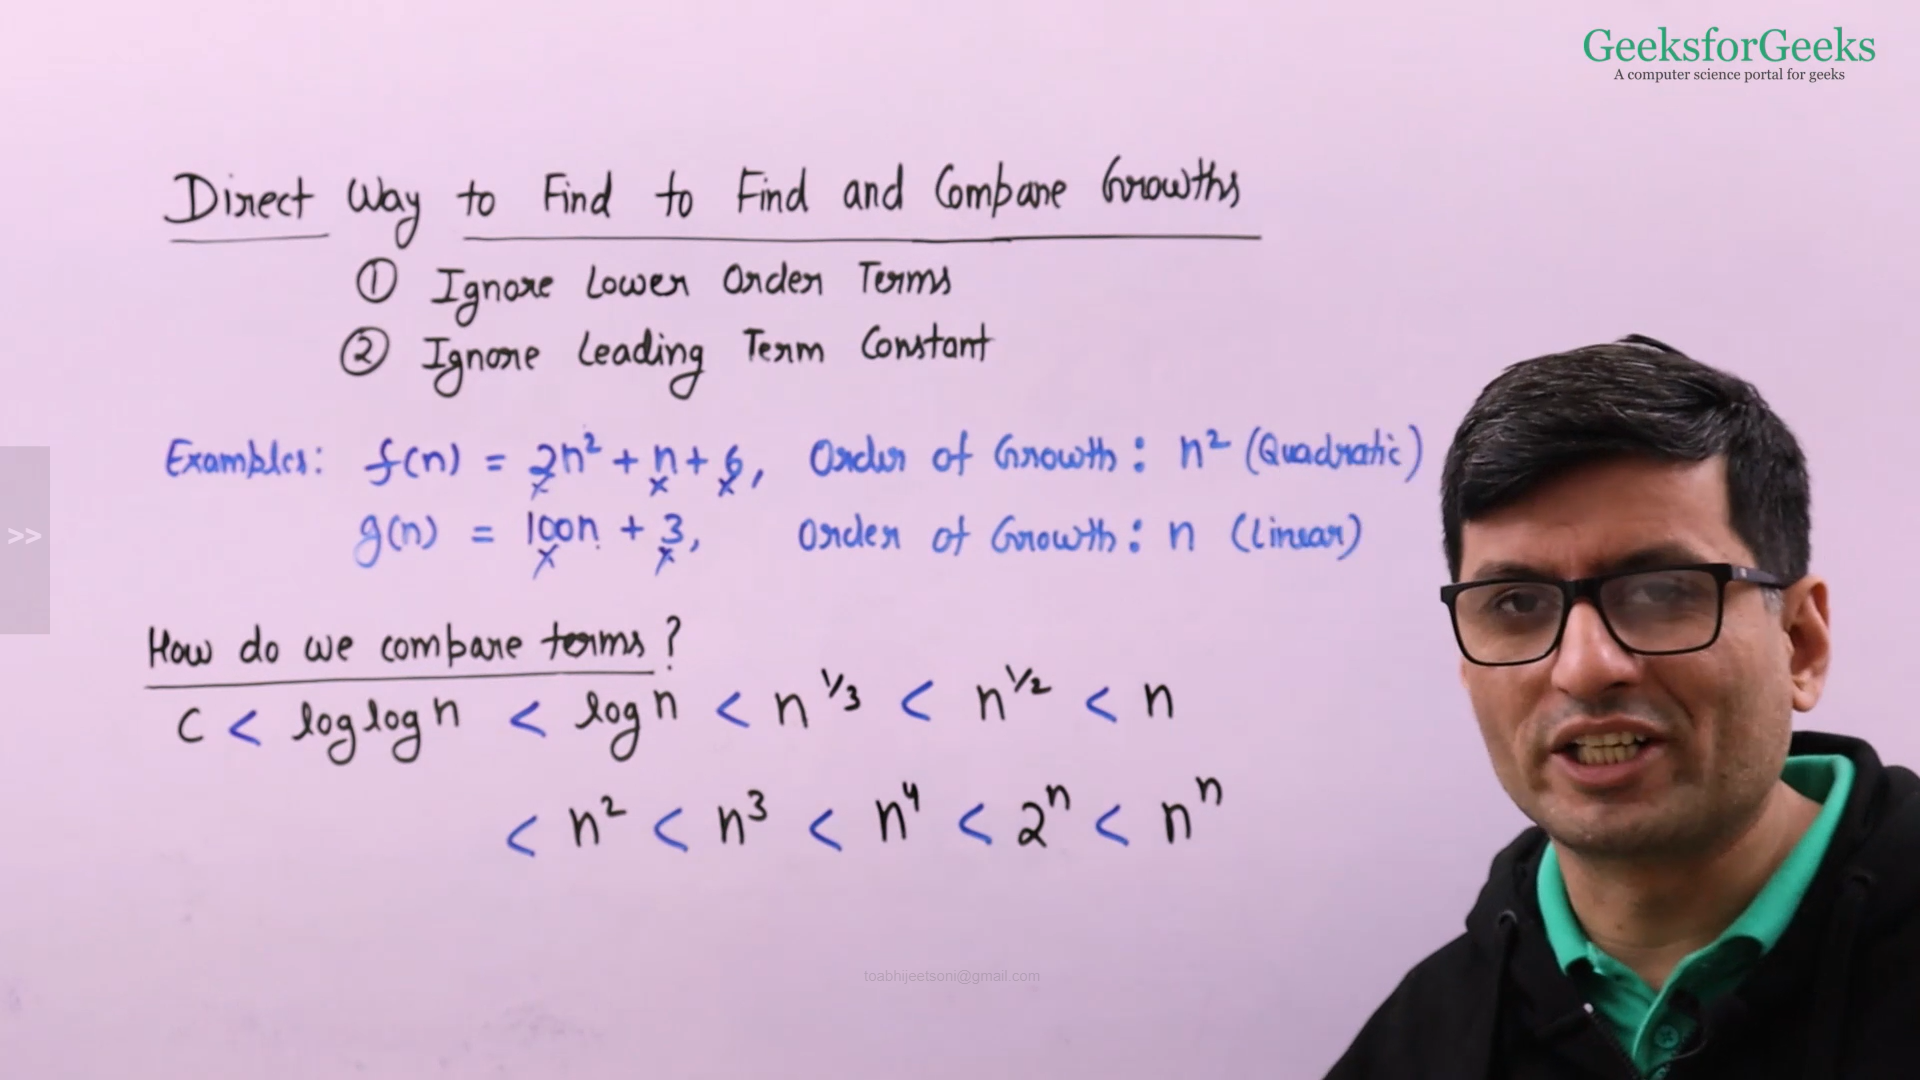 GeeksforGeeks
A computer science portal for geeks
Direct Way to Find to Find and Compare Growths
① Ignore Lower Order Terms
② Ignore Leading Term Constant
Examples: f(n) = 2n² + n + 6, Order of Growth: n² (Quadratic)
g(n) = 100n + 3, Order of Growth: n (Linear)
>>
How do we compare terms?
C < log log n < log n < n^1/3 < n^1/2 < n
< n² < n³ < n⁴ < 2ⁿ < nⁿ
toabhijeetsoni@gmail.com